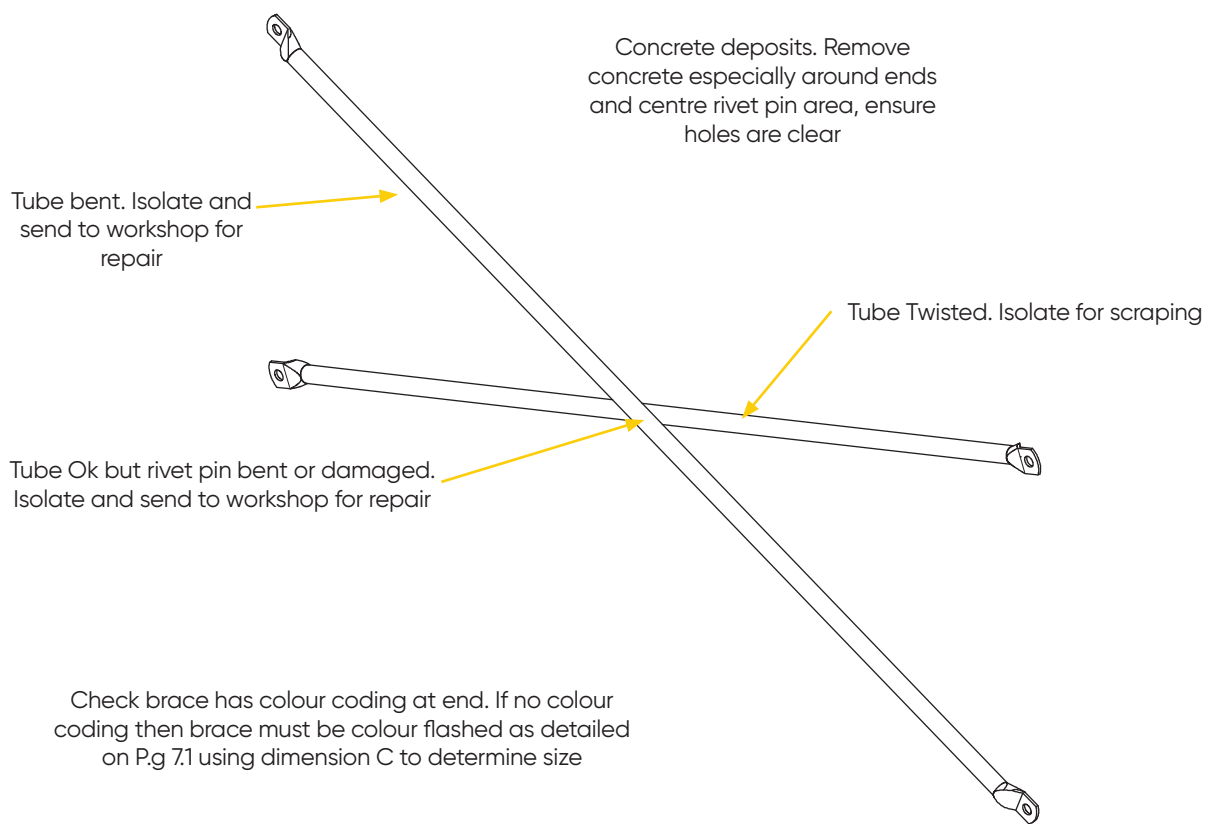 Concrete deposits. Remove
concrete especially around ends
and centre rivet pin area, ensure
holes are clear
Tube bent. Isolate and
send to workshop for
repair
Tube Twisted. Isolate for scraping
Tube Ok but rivet pin bent or damaged.
Isolate and send to workshop for repair
Check brace has colour coding at end. If no colour
coding then brace must be colour flashed as detailed
on P.g 7.1 using dimension C to determine size